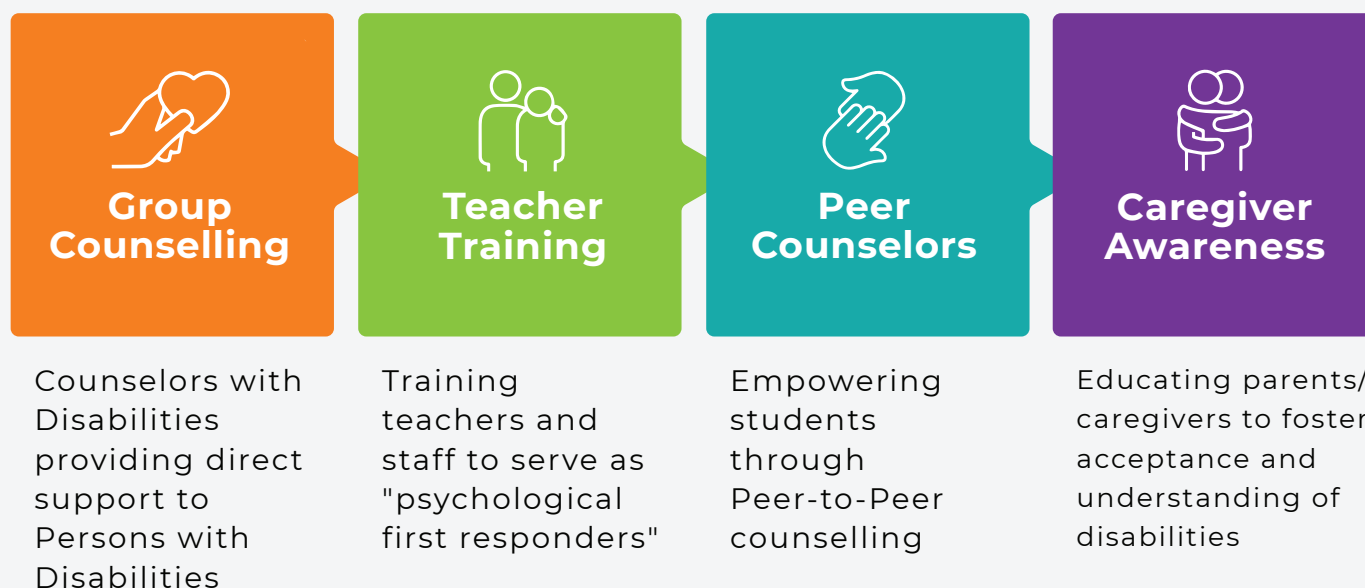 Group
Counselling
Teacher
Training
Peer
Counselors
Caregiver
Awareness
Counselors with
Disabilities
providing direct
support to
Persons with
Disabilities
Training
teachers and
staff to serve as
"psychological
first responders"
Empowering
students
through
Peer-to-Peer
counselling
Educating parents/
caregivers to foster
acceptance and
understanding of
disabilities